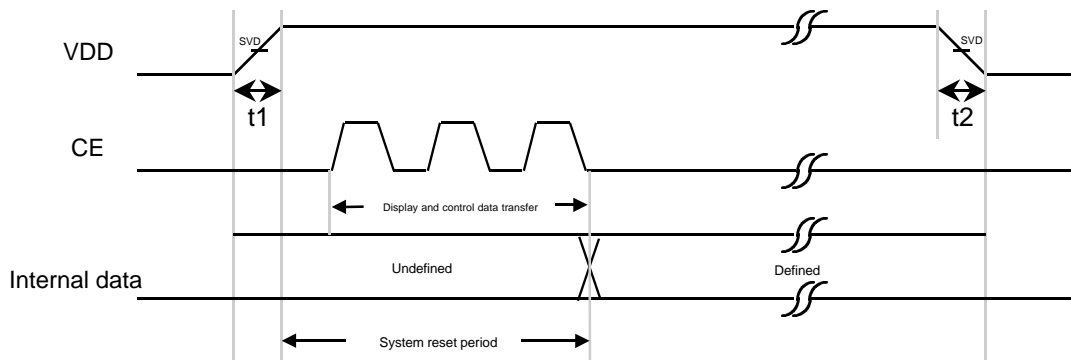 VDD
SVD
SVD
t1
t2
CE
Display and control data transfer
Internal data
Undefined
Defined
System reset period